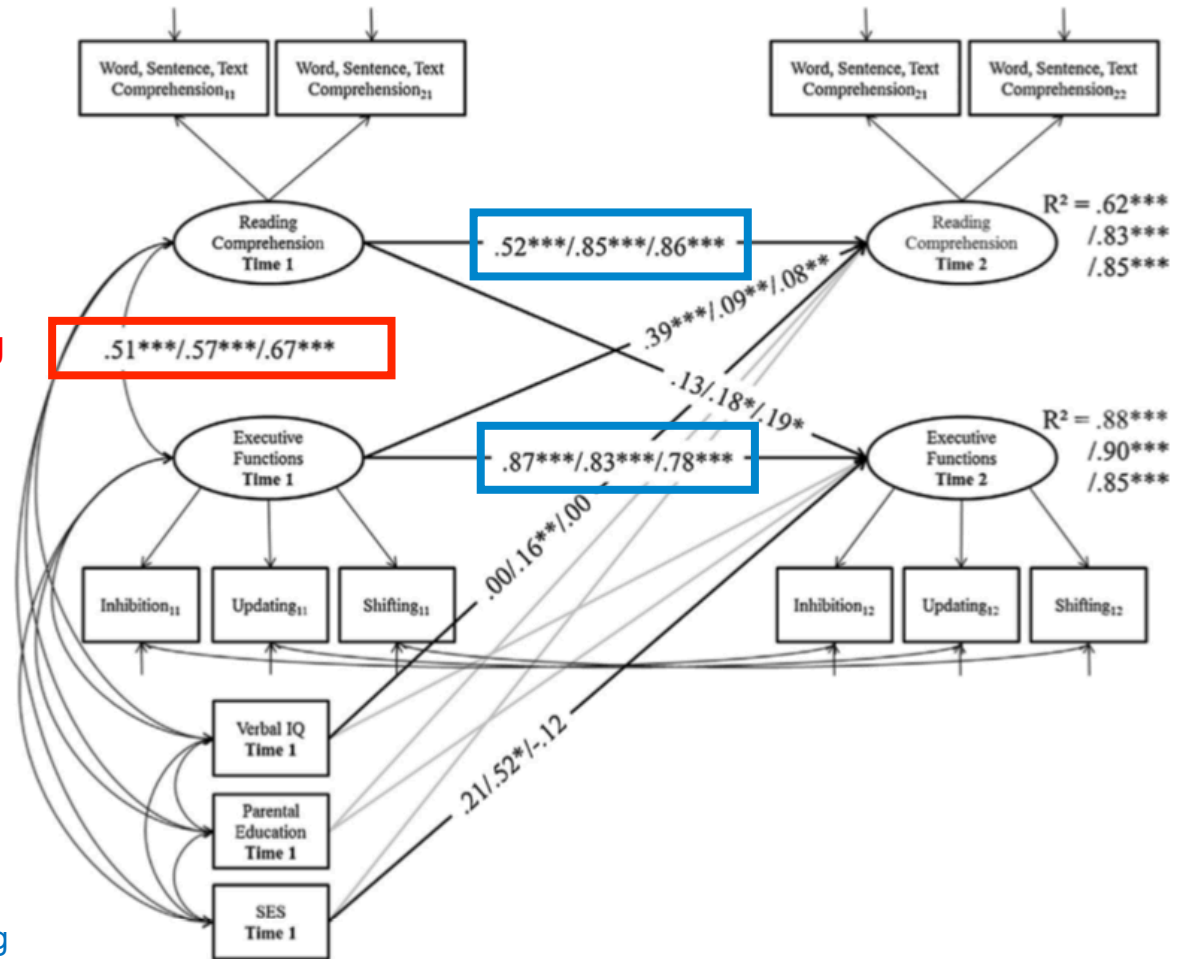 Word, Sentence, Text
Comprehension₁₁
Word, Sentence, Text
Comprehension₂₁
Word, Sentence, Text
Comprehension₂₁
Word, Sentence, Text
Comprehension₂₂
Reading
Comprehension
Time 1
.52***/.85***/.86***
Reading
Comprehension
Time 2
R² = .62***
/.83***
/.85***
.39***/.09**/.08**
g
.51***/.57***/.67***
.13/.18*/.19*
Executive
Functions
Time 1
.87***/.83***/.78***
Executive
Functions
Time 2
R² = .88***
/.90***
/.85***
.00/.16**/.00
Inhibition₁₁
Updating₁₁
Shifting₁₁
Inhibition₁₂
Updating₁₂
Shifting₁₂
Verbal IQ
Time 1
.21/.52*/-.12
Parental
Education
Time 1
SES
Time 1
g